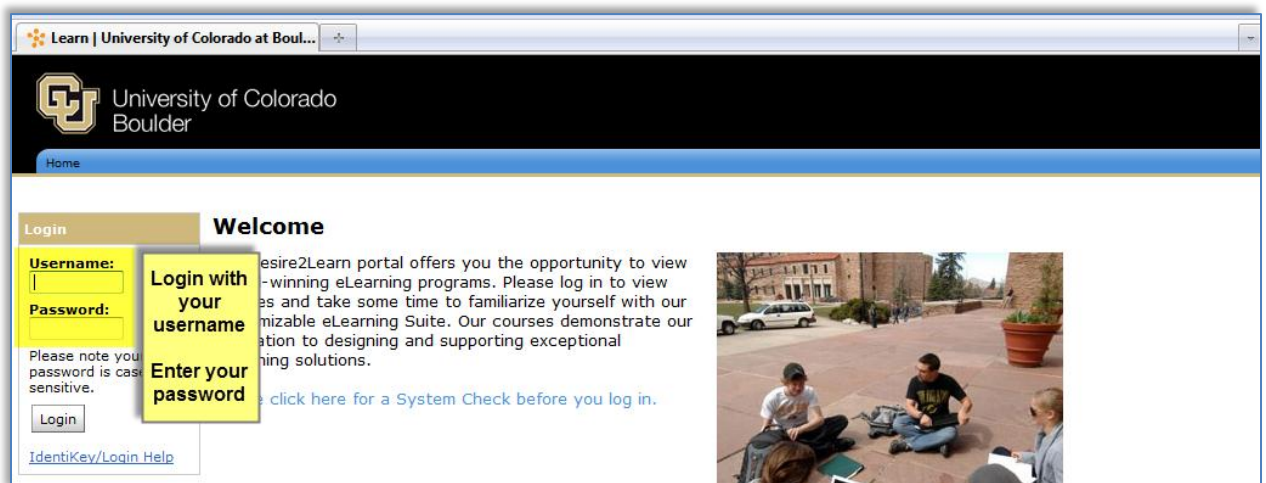 Learn | University of Colorado at Boul...
University of Colorado
Boulder
Home
Login
Username:
Password:
Please note you
password is cas
sensitive.
Login
IdentiKey/Login Help
Login with
your
username
Enter your
password
Welcome
esire2Learn portal offers you the opportunity to view
-winning eLearning programs. Please log in to view
es and take some time to familiarize yourself with our
mizable eLearning Suite. Our courses demonstrate our
ation to designing and supporting exceptional
ning solutions.
click here for a System Check before you log in.